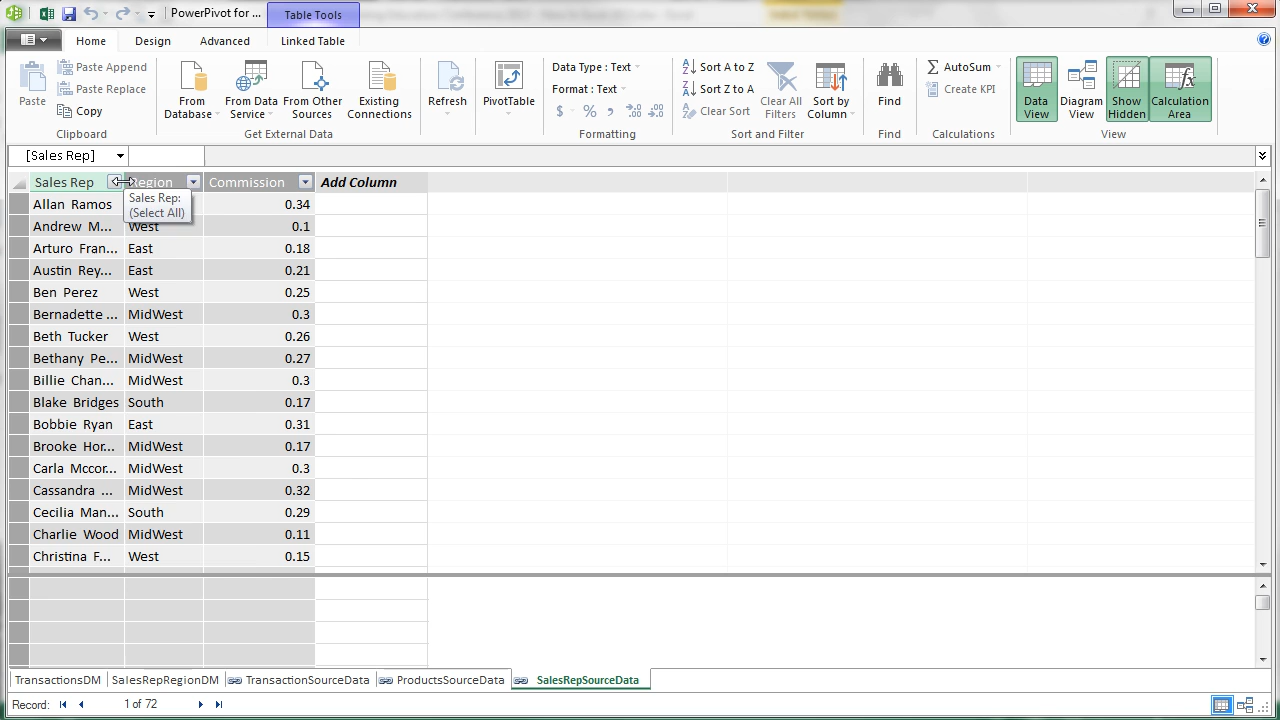 PowerPivot for ...
Table Tools
Home
Design
Advanced
Linked Table
Paste
Paste Append
Paste Replace
Copy
Clipboard
From
Database
From Data
Service
From Other
Sources
Existing
Connections
Get External Data
Refresh
PivotTable
Data Type : Text
Format : Text
$ % , .00 .00
Formatting
Sort A to Z
Sort Z to A
Clear Sort
Clear All
Filters
Sort by
Column
Sort and Filter
Find
Find
AutoSum
Create KPI
Calculations
Data
View
Diagram
View
Show
Hidden
Calculation
Area
View
[Sales Rep]
Sales Rep Region Commission Add Column
Sales Rep:
(Select All)
Allan Ramos 0.34
Andrew M... West 0.1
Arturo Fran... East 0.18
Austin Rey... East 0.21
Ben Perez West 0.25
Bernadette ... MidWest 0.3
Beth Tucker West 0.26
Bethany Pe... MidWest 0.27
Billie Chan... MidWest 0.3
Blake Bridges South 0.17
Bobbie Ryan East 0.31
Brooke Hor... MidWest 0.17
Carla Mccor... MidWest 0.3
Cassandra ... MidWest 0.32
Cecilia Man... South 0.29
Charlie Wood MidWest 0.11
Christina F... West 0.15
TransactionsDM SalesRepRegionDM TransactionSourceData ProductsSourceData SalesRepSourceData
Record: 1 of 72